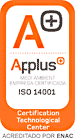 Applus⊕
MEDI AMBIENT
EMPRESA CERTIFICADA
ISO 14001
Certification
Technological
Center
ACREDITADO POR ENAC